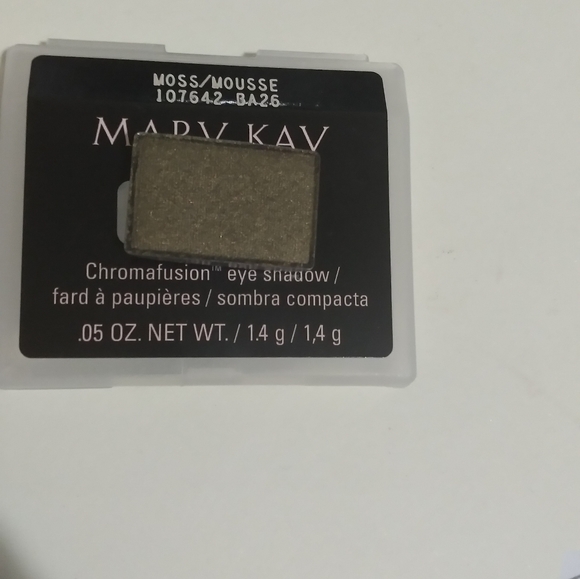 MOSS/MOUSSE
107642 BA26
MARY KAY
Chromafusion™ eye shadow /
fard à paupières / sombra compacta
.05 OZ. NET WT. / 1.4 g / 1,4 g